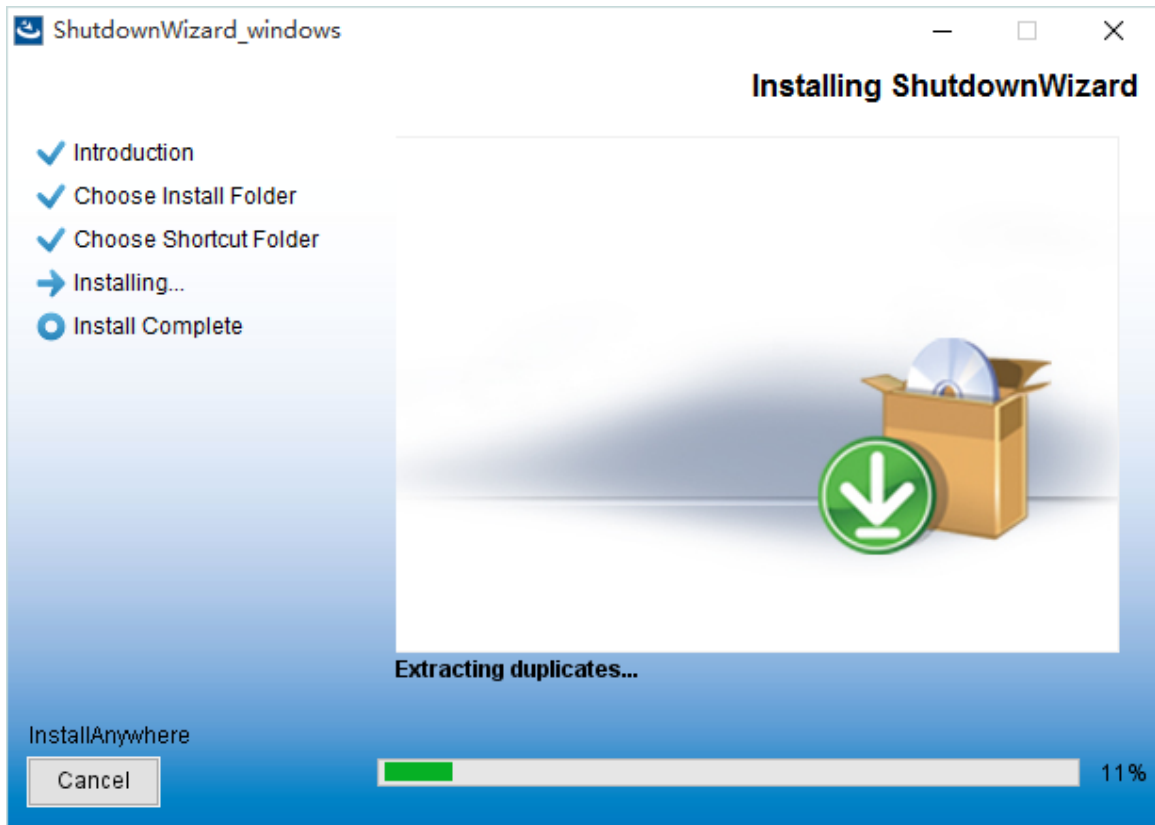 ShutdownWizard_windows
Installing ShutdownWizard
Introduction
Choose Install Folder
Choose Shortcut Folder
Installing...
Install Complete
Extracting duplicates...
InstallAnywhere
Cancel
11%